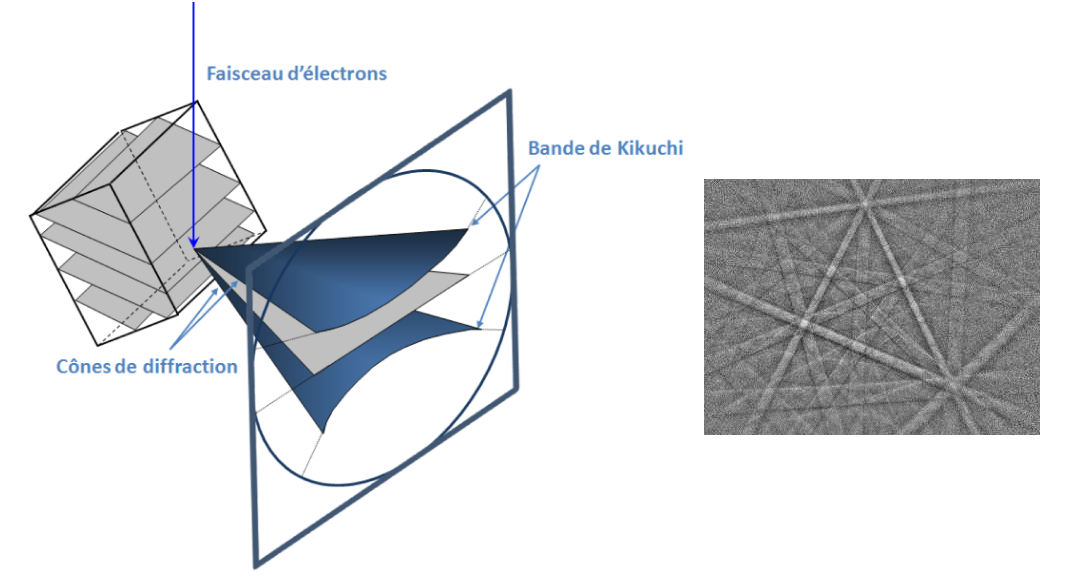 Faisceau d'électrons
Bande de Kikuchi
Cônes de diffraction